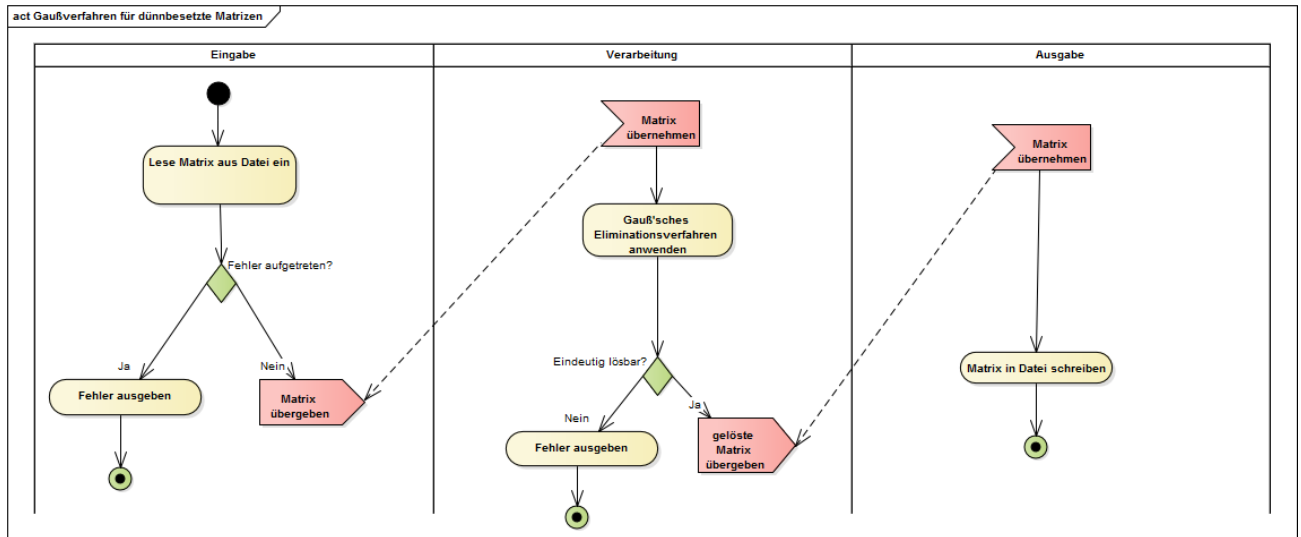 act Gaußverfahren für dünnbesetzte Matrizen
Eingabe
Verarbeitung
Ausgabe
Lese Matrix aus Datei ein
Fehler aufgetreten?
Ja
Nein
Fehler ausgeben
Matrix
übergeben
Matrix
übernehmen
Gauß'sches
Eliminationsverfahren
anwenden
Eindeutig lösbar?
Nein
Ja
Fehler ausgeben
gelöste
Matrix
übergeben
Matrix
übernehmen
Matrix in Datei schreiben